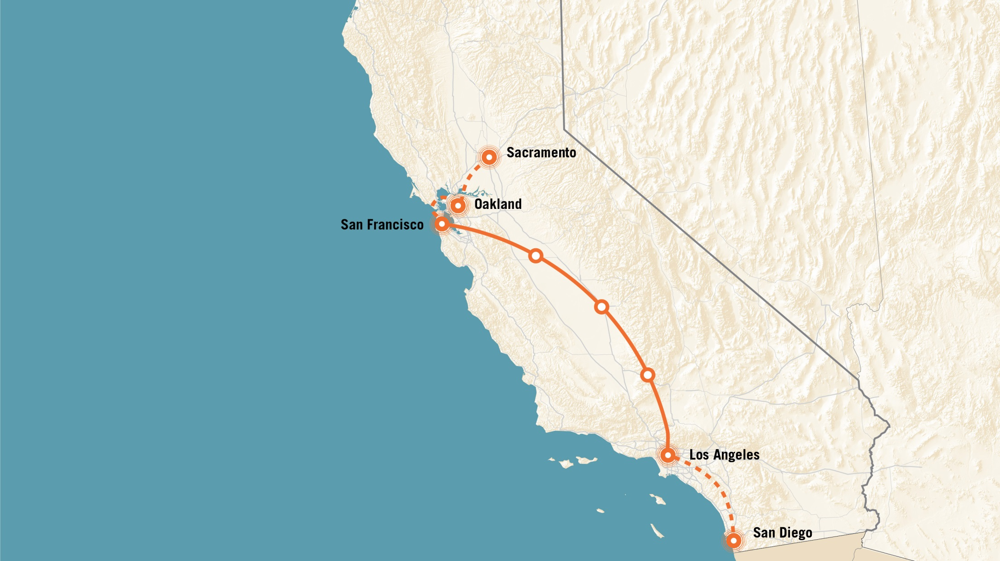 Sacramento
Oakland
San Francisco
Los Angeles
San Diego